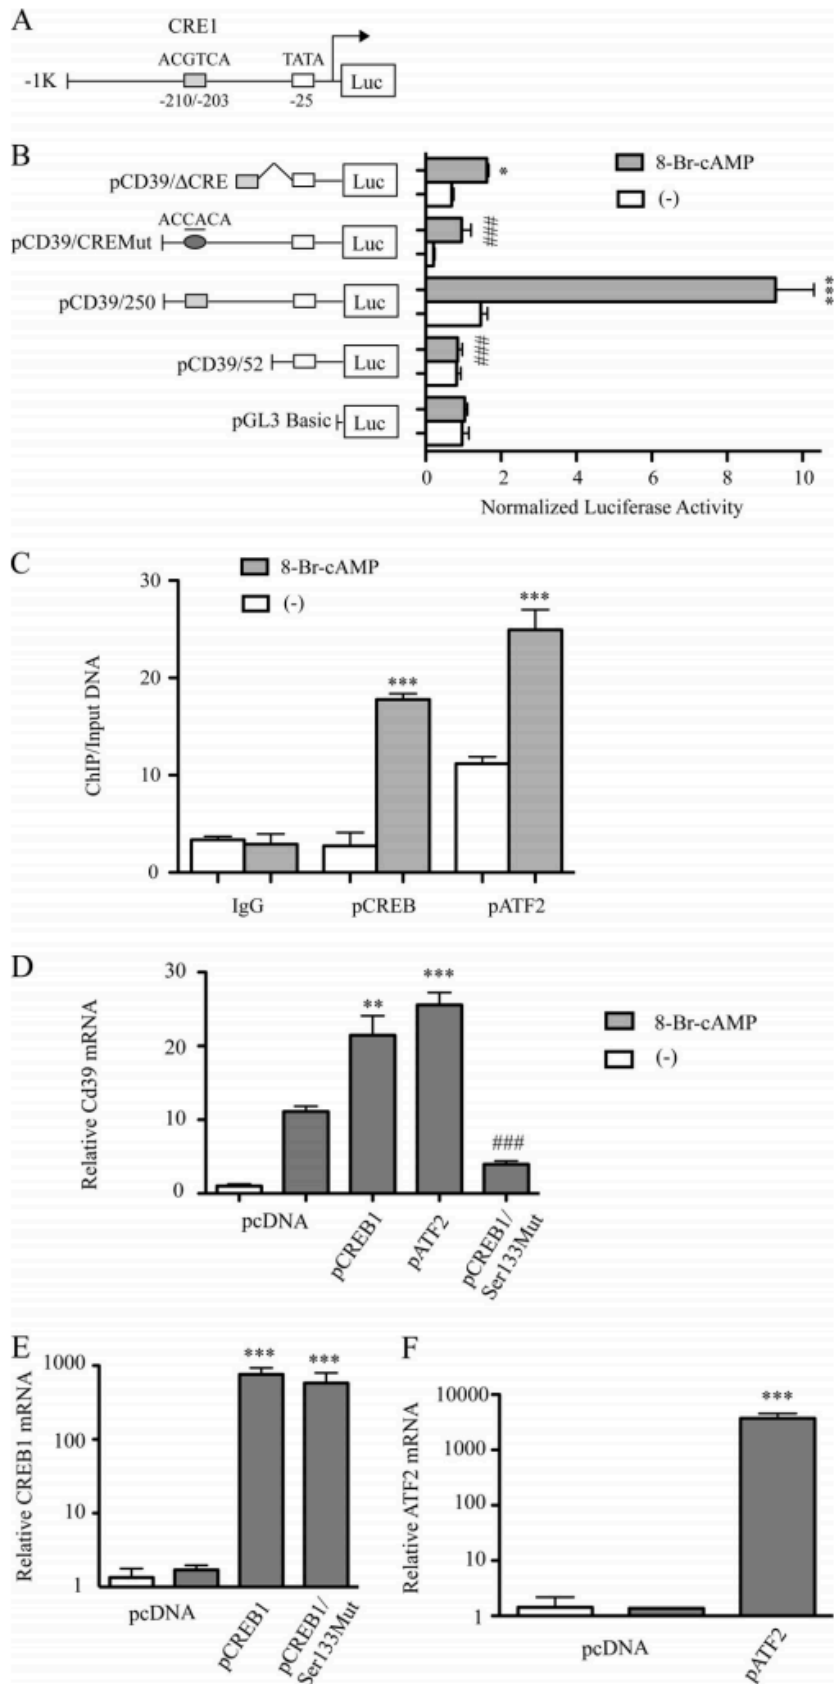 A
CRE1
ACGTCA TATA
-1K Luc
-210/-203 -25
B
8-Br-cAMP
(-)
pCD39/ΔCRE Luc *
ACCACA
pCD39/CREMut Luc ###
pCD39/250 Luc ***
pCD39/52 Luc ###
pGL3 Basic Luc
0 2 4 6 8 10
Normalized Luciferase Activity
C
8-Br-cAMP
(-)
ChIP/Input DNA
30
20
10
0
*** ***
IgG pCREB pATF2
D
Relative Cd39 mRNA
30
20
10
0
** *** ###
8-Br-cAMP
(-)
pcDNA pCREB1 pATF2 pCREB1/
Ser133Mut
E
Relative CREB1 mRNA
1000
100
10
1
*** ***
pcDNA pCREB1 pCREB1/
Ser133Mut
F
Relative ATF2 mRNA
10000
1000
100
10
1
***
pcDNA pATF2